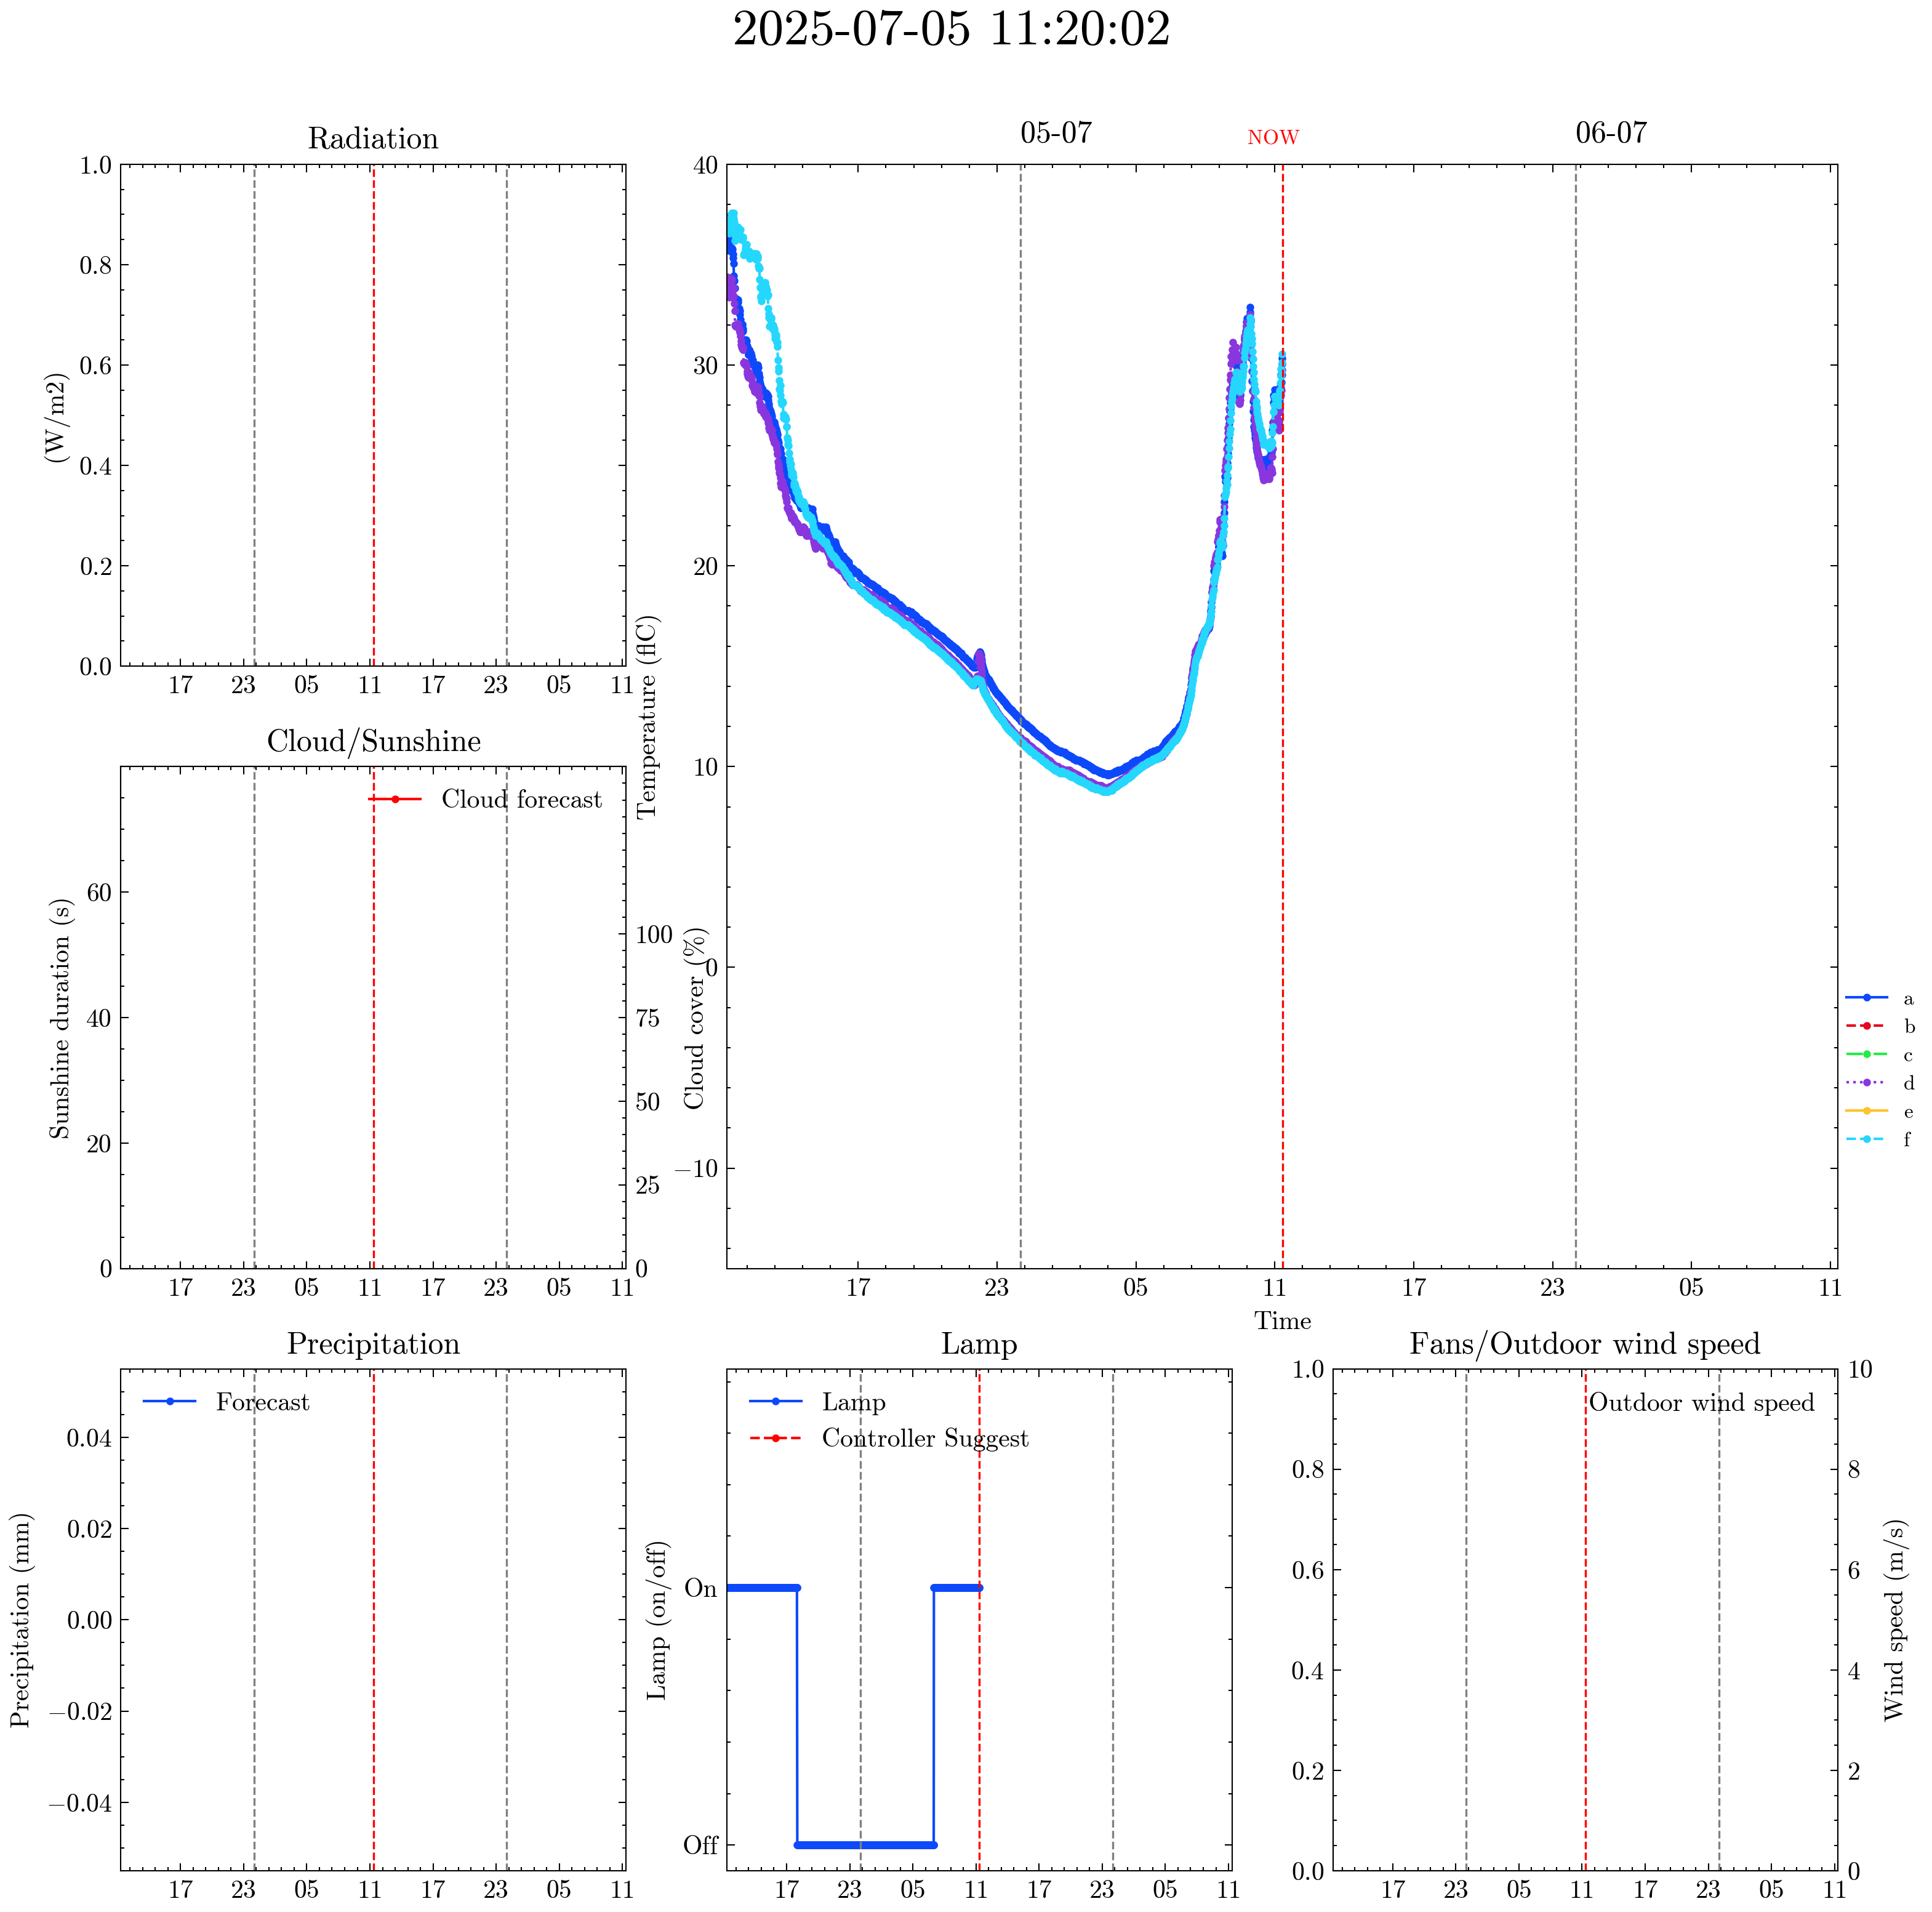 2025-07-05 11:20:02
Radiation
1.0
0.8
0.6
0.4
0.2
0.0
(W/m2)
17 23 05 11 17 23 05 11
05-07
NOW
06-07
40
30
20
10
0
−10
Temperature (flC)
17 23 05 11 17 23 05 11
Time
a
b
c
d
e
f
Cloud/Sunshine
Cloud forecast
60
40
20
0
Sunshine duration (s)
100
75
50
25
0
Cloud cover (%)
17 23 05 11 17 23 05 11
Precipitation
Forecast
0.04
0.02
0.00
−0.02
−0.04
Precipitation (mm)
17 23 05 11 17 23 05 11
Lamp
Lamp
Controller Suggest
On
Off
Lamp (on/off)
17 23 05 11 17 23 05 11
Fans/Outdoor wind speed
Outdoor wind speed
1.0
0.8
0.6
0.4
0.2
0.0
10
8
6
4
2
0
Wind speed (m/s)
17 23 05 11 17 23 05 11